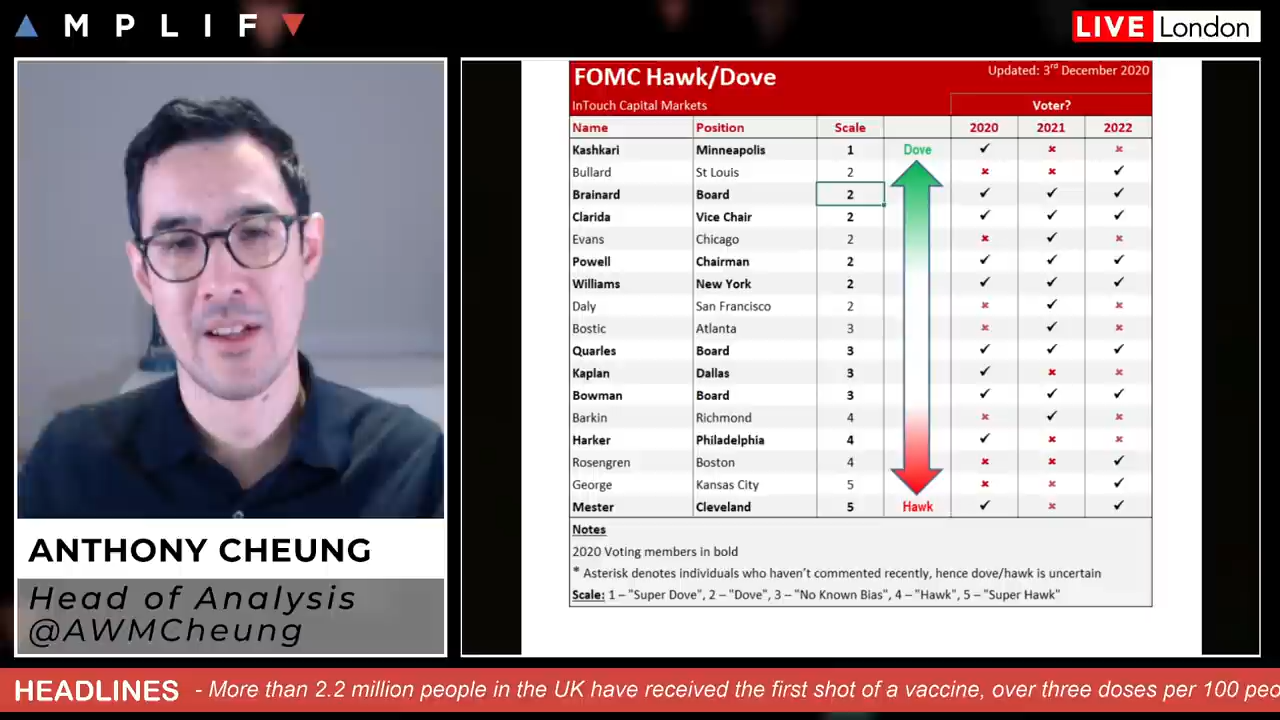 AMPLIFY
LIVE London
FOMC Hawk/Dove Updated: 3rd December 2020
InTouch Capital Markets Voter?
Name Position Scale 2020 2021 2022
Kashkari Minneapolis 1 Dove ✓ × ×
Bullard St Louis 2 × × ✓
Brainard Board 2 ✓ ✓ ✓
Clarida Vice Chair 2 ✓ ✓ ✓
Evans Chicago 2 × ✓ ×
Powell Chairman 2 ✓ ✓ ✓
Williams New York 2 ✓ ✓ ✓
Daly San Francisco 2 × ✓ ×
Bostic Atlanta 3 × ✓ ×
Quarles Board 3 ✓ ✓ ✓
Kaplan Dallas 3 ✓ × ×
Bowman Board 3 ✓ ✓ ✓
Barkin Richmond 4 × ✓ ×
Harker Philadelphia 4 ✓ × ×
Rosengren Boston 4 × × ✓
George Kansas City 5 × × ✓
Mester Cleveland 5 Hawk ✓ × ✓
Notes
2020 Voting members in bold
* Asterisk denotes individuals who haven't commented recently, hence dove/hawk is uncertain
Scale: 1 – "Super Dove", 2 – "Dove", 3 – "No Known Bias", 4 – "Hawk", 5 – "Super Hawk"
ANTHONY CHEUNG
Head of Analysis
@AWMCheung
HEADLINES - More than 2.2 million people in the UK have received the first shot of a vaccine, over three doses per 100 peo